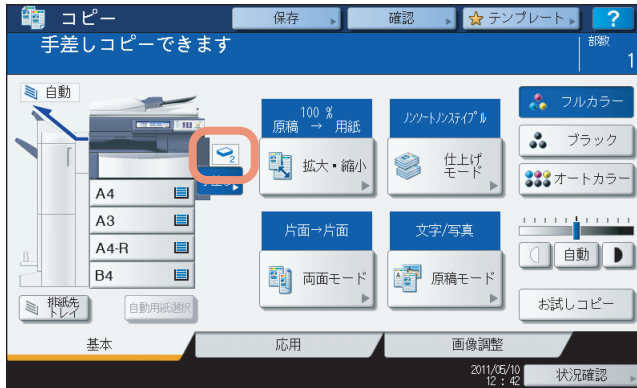 コピー
保存
確認
テンプレート
?
手差しコピーできます
部数
1
自動
100 %
原稿 → 用紙
ﾉﾝｿｰﾄﾉﾝｽﾃｲﾌﾟﾙ
フルカラー
2
拡大・縮小
仕上げ
モード
ブラック
オートカラー
A4
A3
A4-R
B4
片面→片面
文字/写真
両面モード
原稿モード
自動
排紙先
トレイ
自動用紙選択
お試しコピー
基本
応用
画像調整
2011/05/10
12：42
状況確認